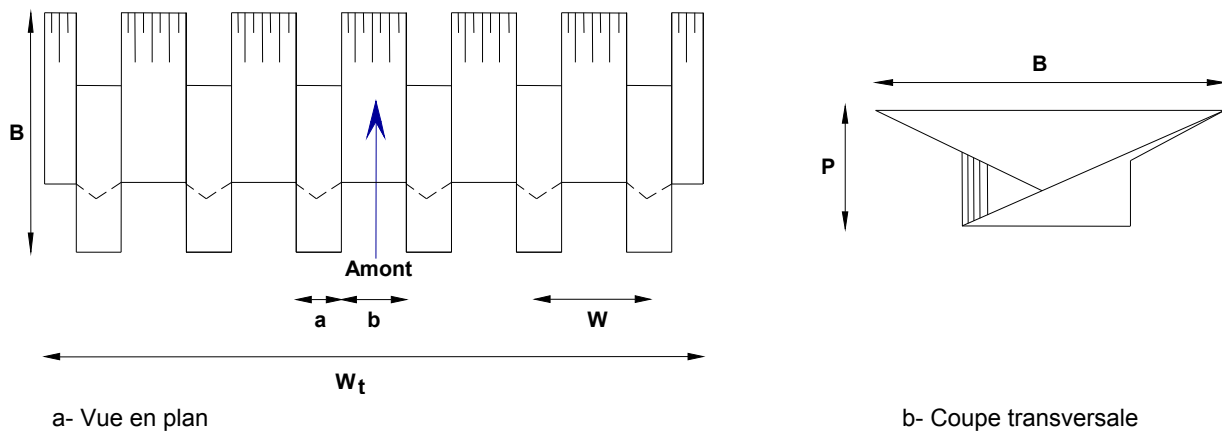 B
Amont
a
b
W
Wt
a- Vue en plan
B
P
b- Coupe transversale